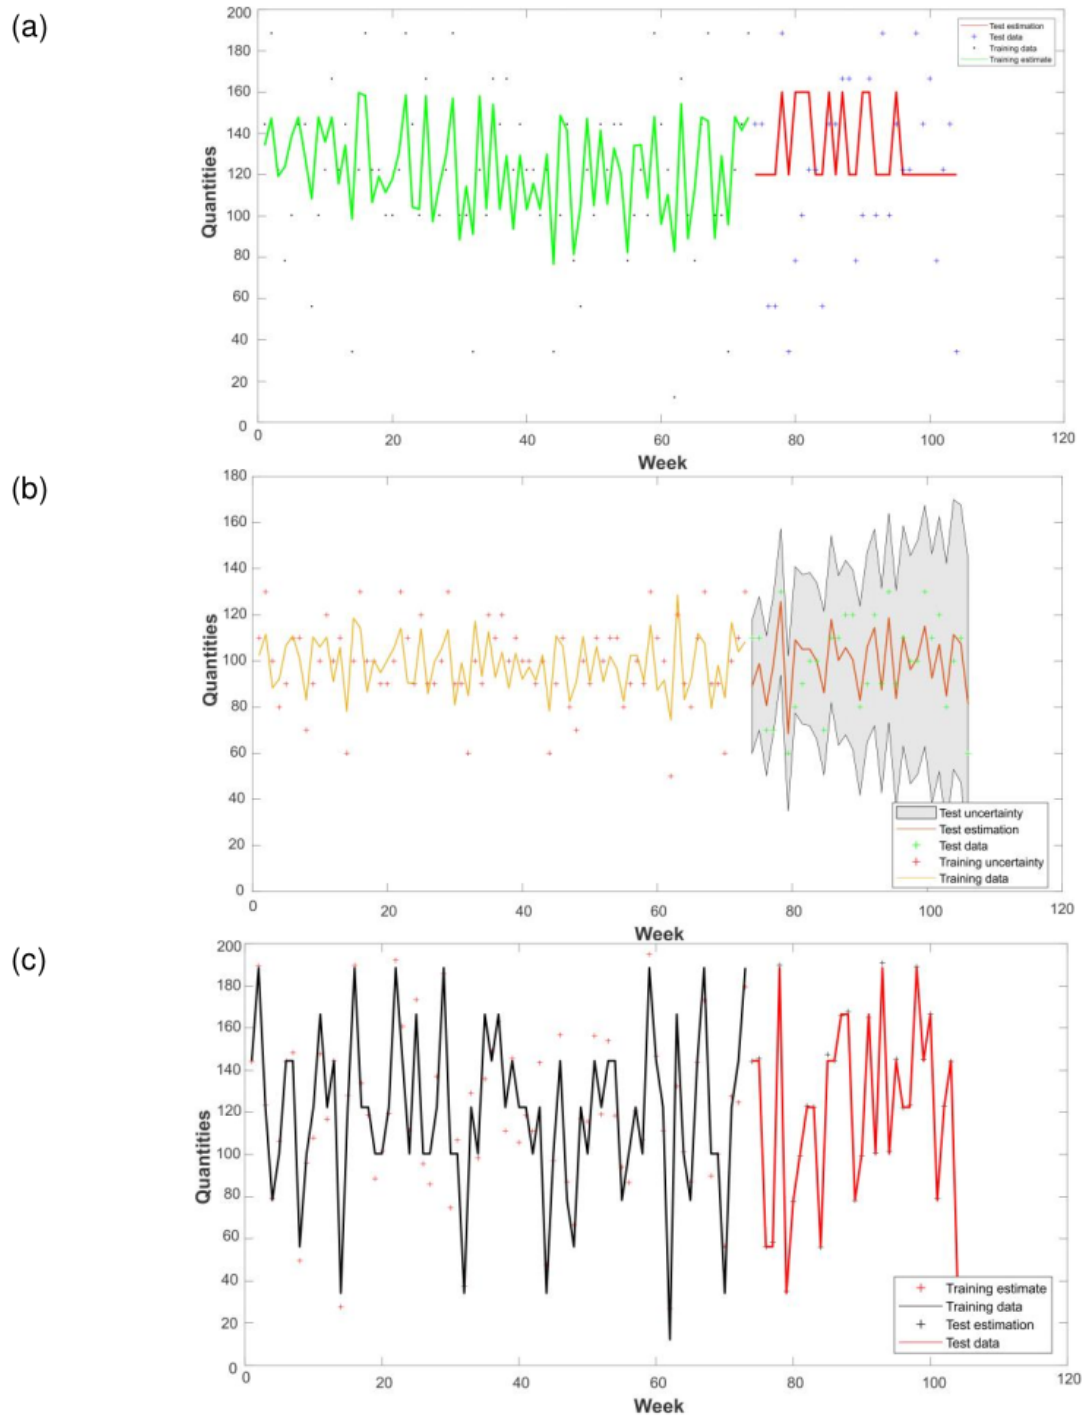 (a)
200
180
160
140
120
100
80
60
40
20
0
Quantities
Test estimation
Test data
Training data
Training estimate
0 20 40 60 80 100 120
Week
(b)
180
160
140
120
100
80
60
40
20
0
Quantities
Test uncertainty
Test estimation
Test data
Training uncertainty
Training data
0 20 40 60 80 100 120
Week
(c)
200
180
160
140
120
100
80
60
40
20
0
Quantities
Training estimate
Training data
Test estimation
Test data
0 20 40 60 80 100 120
Week